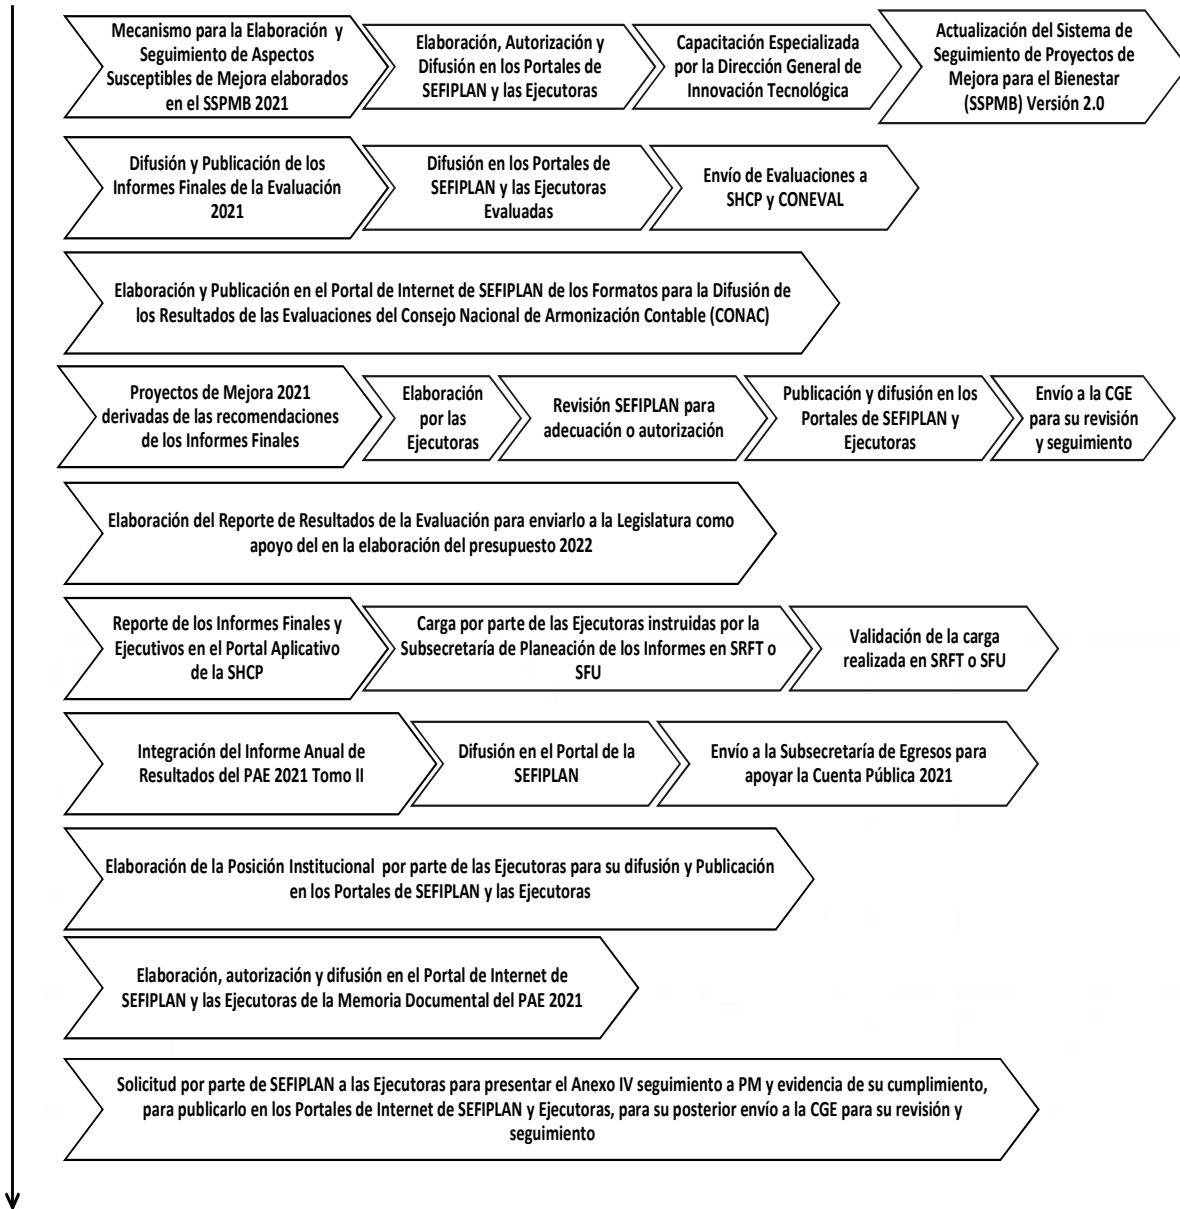 Mecanismo para la Elaboración y
Seguimiento de Aspectos
Susceptibles de Mejora elaborados
en el SSPMB 2021
Elaboración, Autorización y
Difusión en los Portales de
SEFIPLAN y las Ejecutoras
Capacitación Especializada
por la Dirección General de
Innovación Tecnológica
Actualización del Sistema de
Seguimiento de Proyectos de
Mejora para el Bienestar
(SSPMB) Versión 2.0
Difusión y Publicación de los
Informes Finales de la Evaluación
2021
Difusión en los Portales de
SEFIPLAN y las Ejecutoras
Evaluadas
Envío de Evaluaciones a
SHCP y CONEVAL
Elaboración y Publicación en el Portal de Internet de SEFIPLAN de los Formatos para la Difusión de
los Resultados de las Evaluaciones del Consejo Nacional de Armonización Contable (CONAC)
Proyectos de Mejora 2021
derivadas de las recomendaciones
de los Informes Finales
Elaboración
por las
Ejecutoras
Revisión SEFIPLAN para
adecuación o autorización
Publicación y difusión en los
Portales de SEFIPLAN y
Ejecutoras
Envío a la CGE
para su revisión
y seguimiento
Elaboración del Reporte de Resultados de la Evaluación para enviarlo a la Legislatura como
apoyo del en la elaboración del presupuesto 2022
Reporte de los Informes Finales y
Ejecutivos en el Portal Aplicativo
de la SHCP
Carga por parte de las Ejecutoras instruidas por la
Subsecretaría de Planeación de los Informes en SRFT o
SFU
Validación de la carga
realizada en SRFT o SFU
Integración del Informe Anual de
Resultados del PAE 2021 Tomo II
Difusión en el Portal de la
SEFIPLAN
Envío a la Subsecretaría de Egresos para
apoyar la Cuenta Pública 2021
Elaboración de la Posición Institucional por parte de las Ejecutoras para su difusión y Publicación
en los Portales de SEFIPLAN y las Ejecutoras
Elaboración, autorización y difusión en el Portal de Internet de
SEFIPLAN y las Ejecutoras de la Memoria Documental del PAE 2021
Solicitud por parte de SEFIPLAN a las Ejecutoras para presentar el Anexo IV seguimiento a PM y evidencia de su cumplimiento,
para publicarlo en los Portales de Internet de SEFIPLAN y Ejecutoras, para su posterior envío a la CGE para su revisión y
seguimiento